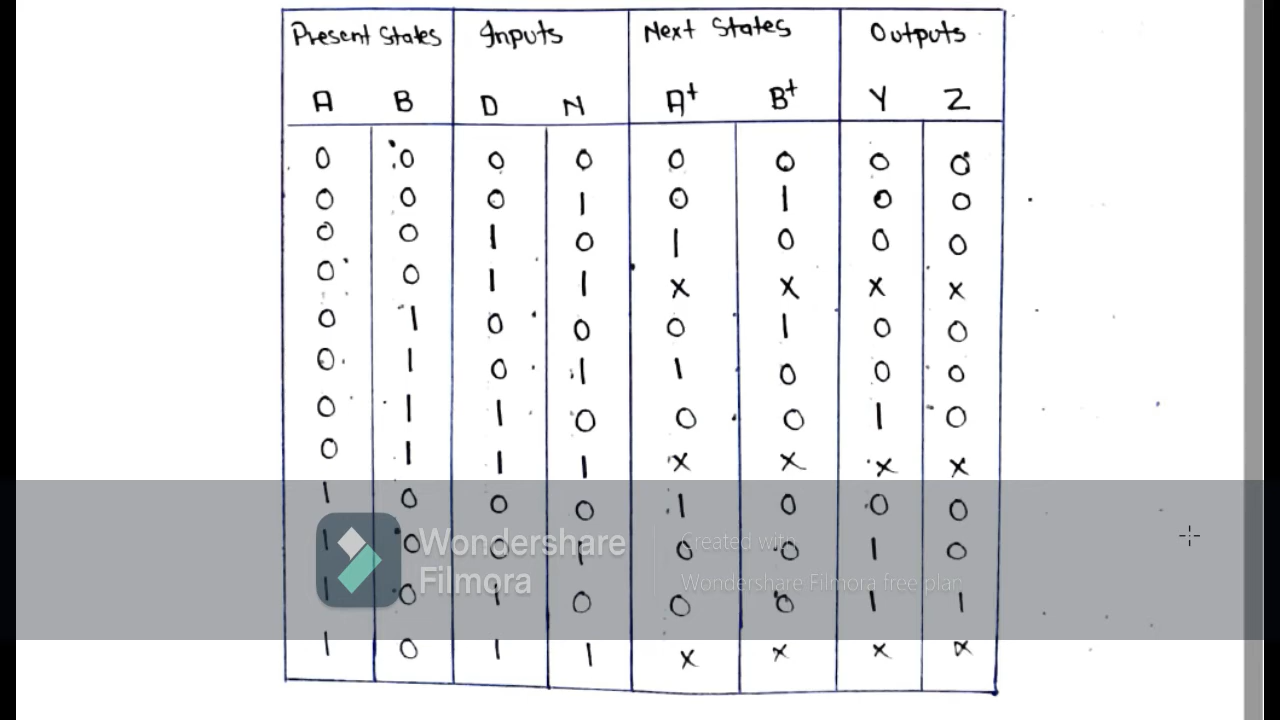 Present States Inputs Next States Outputs
A B D N A+ B+ Y Z
0 0 0 0 0 0 0 0
0 0 0 1 0 1 0 0
0 0 1 0 1 0 0 0
0 0 1 1 x x x x
0 1 0 0 0 1 0 0
0 1 0 1 1 0 0 0
0 1 1 0 0 0 1 0
0 1 1 1 x x x x
1 0 0 0 1 0 0 0
1 0 0 1 0 0 1 0
1 0 1 0 0 0 1 1
1 0 1 1 x x x x
Wondershare
Filmora
Created with
Wondershare Filmora free plan